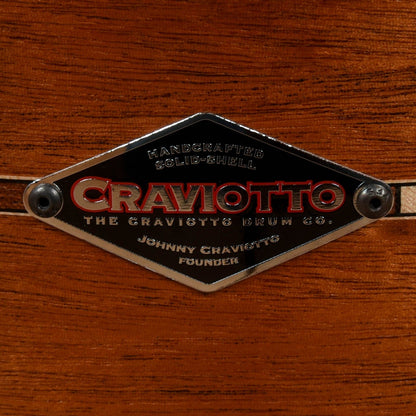 HANDCRAFTED
SOLID-SHELL
CRAVIOTTO
THE CRAVIOTTO DRUM CO.
JOHNNY CRAVIOTTO
FOUNDER